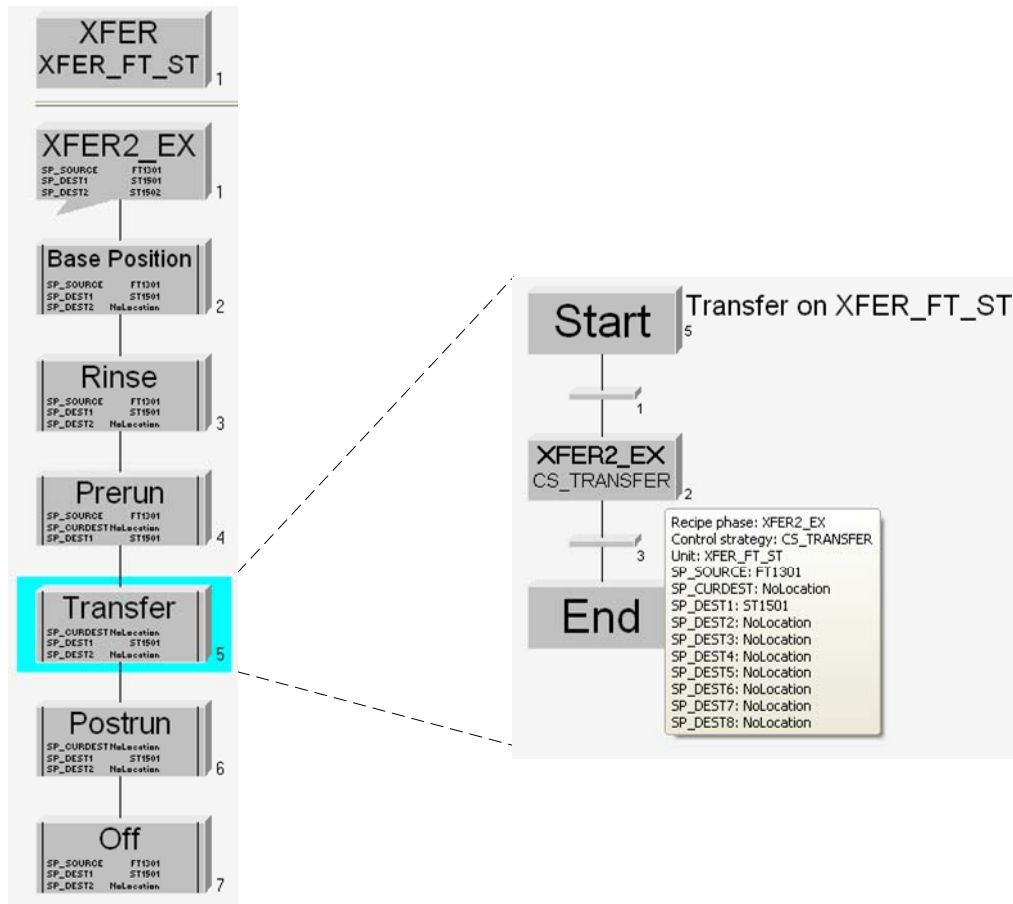 XFER
XFER_FT_ST
1
XFER2_EX
SP_SOURCE FT1301
SP_DEST1 ST1501
SP_DEST2 ST1502
1
Base Position
SP_SOURCE FT1301
SP_DEST1 ST1501
SP_DEST2 NoLocation
2
Rinse
SP_SOURCE FT1301
SP_DEST1 ST1501
SP_DEST2 NoLocation
3
Prerun
SP_SOURCE FT1301
SP_CURDEST NoLocation
SP_DEST1 ST1501
4
Transfer
SP_CURDEST NoLocation
SP_DEST1 ST1501
SP_DEST2 NoLocation
5
Postrun
SP_CURDEST NoLocation
SP_DEST1 ST1501
SP_DEST2 NoLocation
6
Off
SP_SOURCE FT1301
SP_DEST1 ST1501
SP_DEST2 NoLocation
7
Start
5
Transfer on XFER_FT_ST
1
XFER2_EX
CS_TRANSFER
2
3
End
Recipe phase: XFER2_EX
Control strategy: CS_TRANSFER
Unit: XFER_FT_ST
SP_SOURCE: FT1301
SP_CURDEST: NoLocation
SP_DEST1: ST1501
SP_DEST2: NoLocation
SP_DEST3: NoLocation
SP_DEST4: NoLocation
SP_DEST5: NoLocation
SP_DEST6: NoLocation
SP_DEST7: NoLocation
SP_DEST8: NoLocation